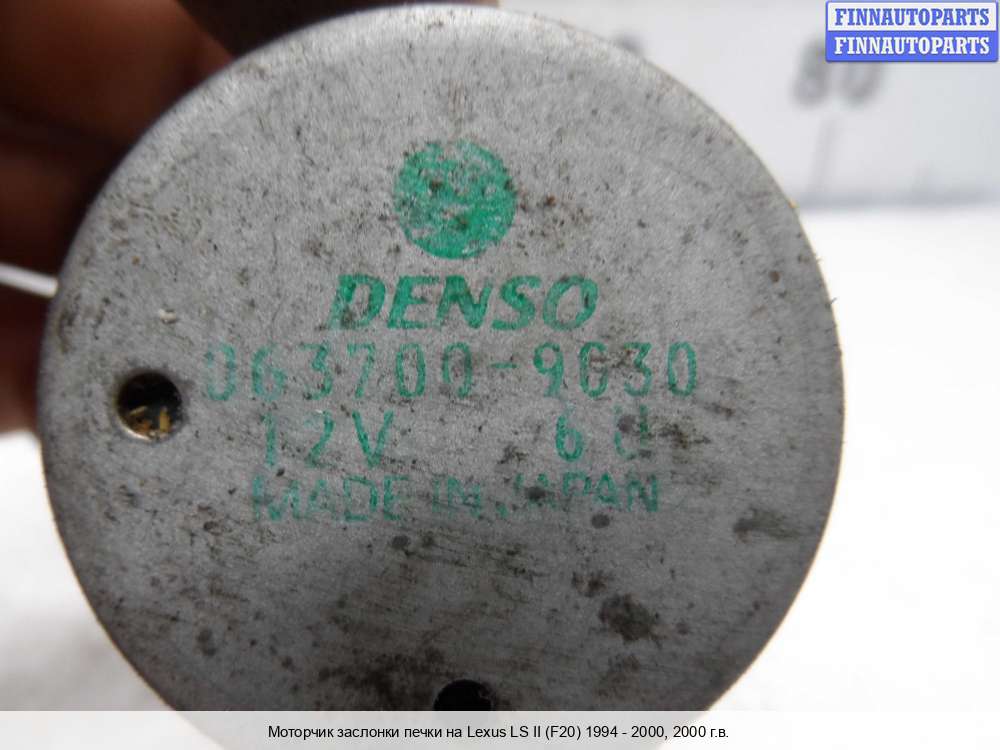 FINNAUTOPARTS
FINNAUTOPARTS
80
DENSO
063700-9030
12V
MADE IN JAPAN
Моторчик заслонки печки на Lexus LS II (F20) 1994 - 2000, 2000 г.в.